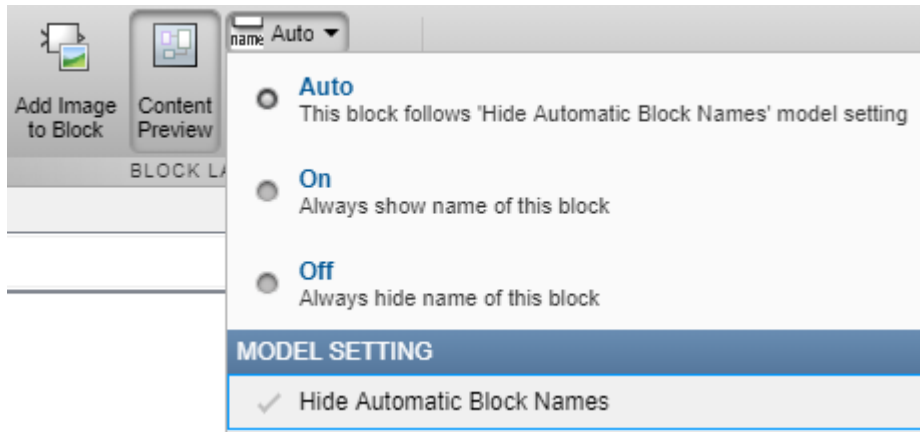 name Auto
Add Image
to Block
Content
Preview
BLOCK LA
Auto
This block follows 'Hide Automatic Block Names' model setting
On
Always show name of this block
Off
Always hide name of this block
MODEL SETTING
Hide Automatic Block Names